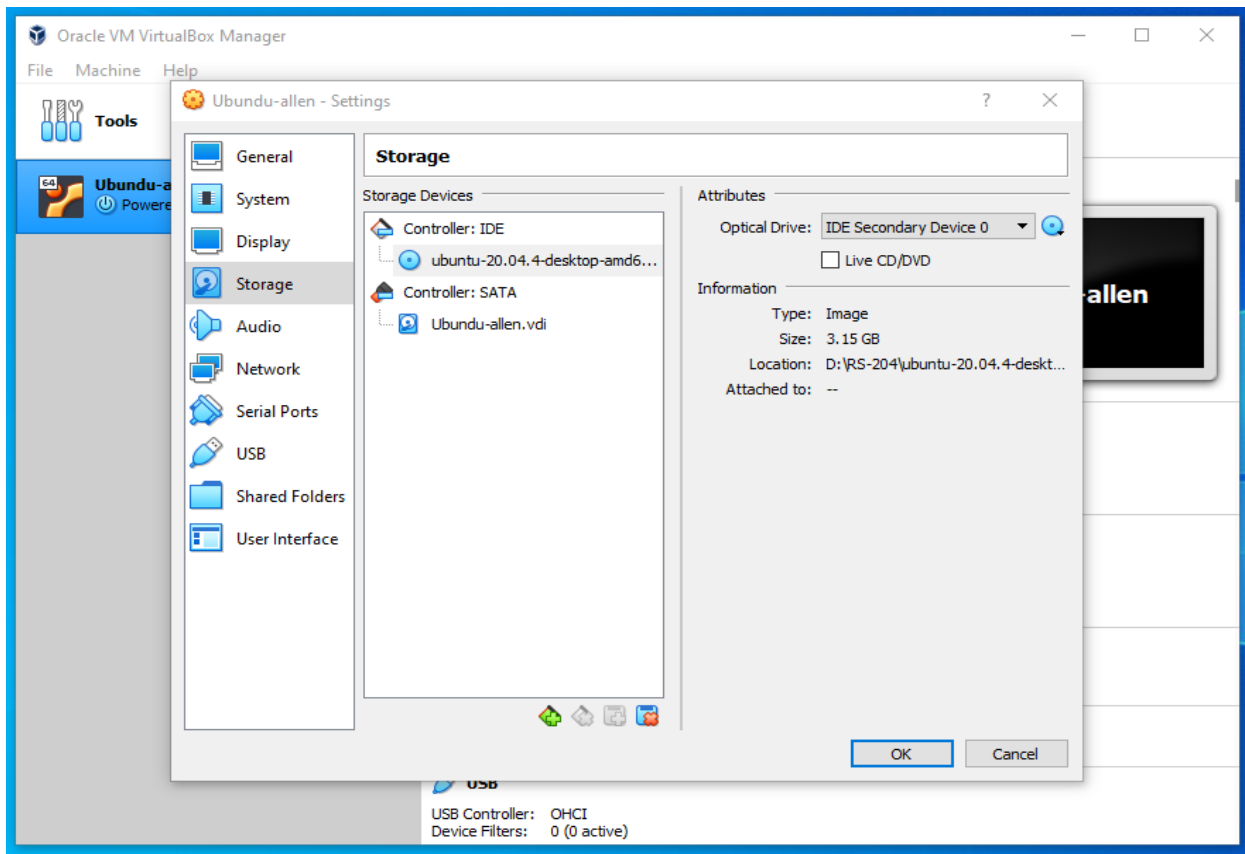 Oracle VM VirtualBox Manager
File Machine Help
Tools
64
Ubundu-a
Powere
Ubundu-allen - Settings
?
General
System
Display
Storage
Audio
Network
Serial Ports
USB
Shared Folders
User Interface
Storage
Storage Devices
Controller: IDE
ubuntu-20.04.4-desktop-amd6...
Controller: SATA
Ubundu-allen.vdi
Attributes
Optical Drive: IDE Secondary Device 0
Live CD/DVD
Information
Type: Image
Size: 3.15 GB
Location: D:\RS-204\ubuntu-20.04.4-deskt...
Attached to: --
OK Cancel
-allen
USB
USB Controller: OHCI
Device Filters: 0 (0 active)